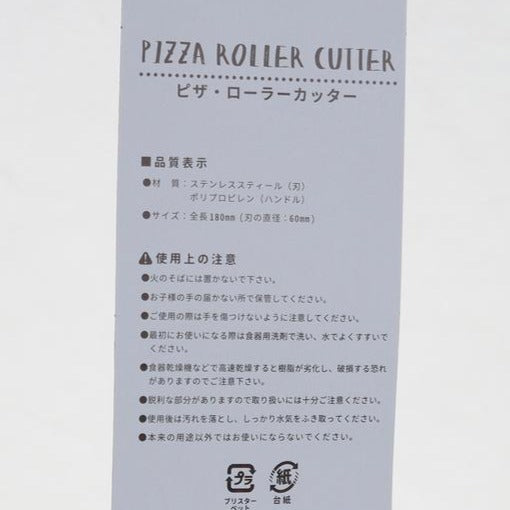 PIZZA ROLLER CUTTER
ピザ・ローラーカッター
■品質表示
●材　質：ステンレススティール（刃）
ポリプロピレン（ハンドル）
●サイズ：全長180mm（刃の直径：60mm）
⚠使用上の注意
●火のそばには置かないで下さい。
●お子様の手の届かない所で保管してください。
●ご使用の際は手を傷つけないように注意してください。
●最初にお使いになる際は食器用洗剤で洗い、水でよくすすいで
ください。
●食器乾燥機などで高速乾燥すると樹脂が劣化し、破損する恐れ
がありますのでご注意下さい。
●鋭利な部分がありますので取り扱いには十分ご注意ください。
●使用後は汚れを落とし、しっかり水気をふき取ってください。
●本来の用途以外ではお使いにならないでください。
プラ
紙
ブリスター
ペット
台紙